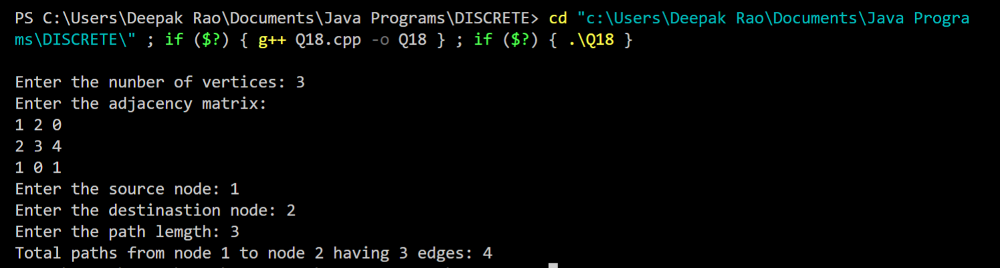 PS C:\Users\Deepak Rao\Documents\Java Programs\DISCRETE> cd "c:\Users\Deepak Rao\Documents\Java Progra
ms\DISCRETE\" ; if ($?) { g++ Q18.cpp -o Q18 } ; if ($?) { .\Q18 }
Enter the nunber of vertices: 3
Enter the adjacency matrix:
1 2 0
2 3 4
1 0 1
Enter the source node: 1
Enter the destinastion node: 2
Enter the path lemgth: 3
Total paths from node 1 to node 2 having 3 edges: 4